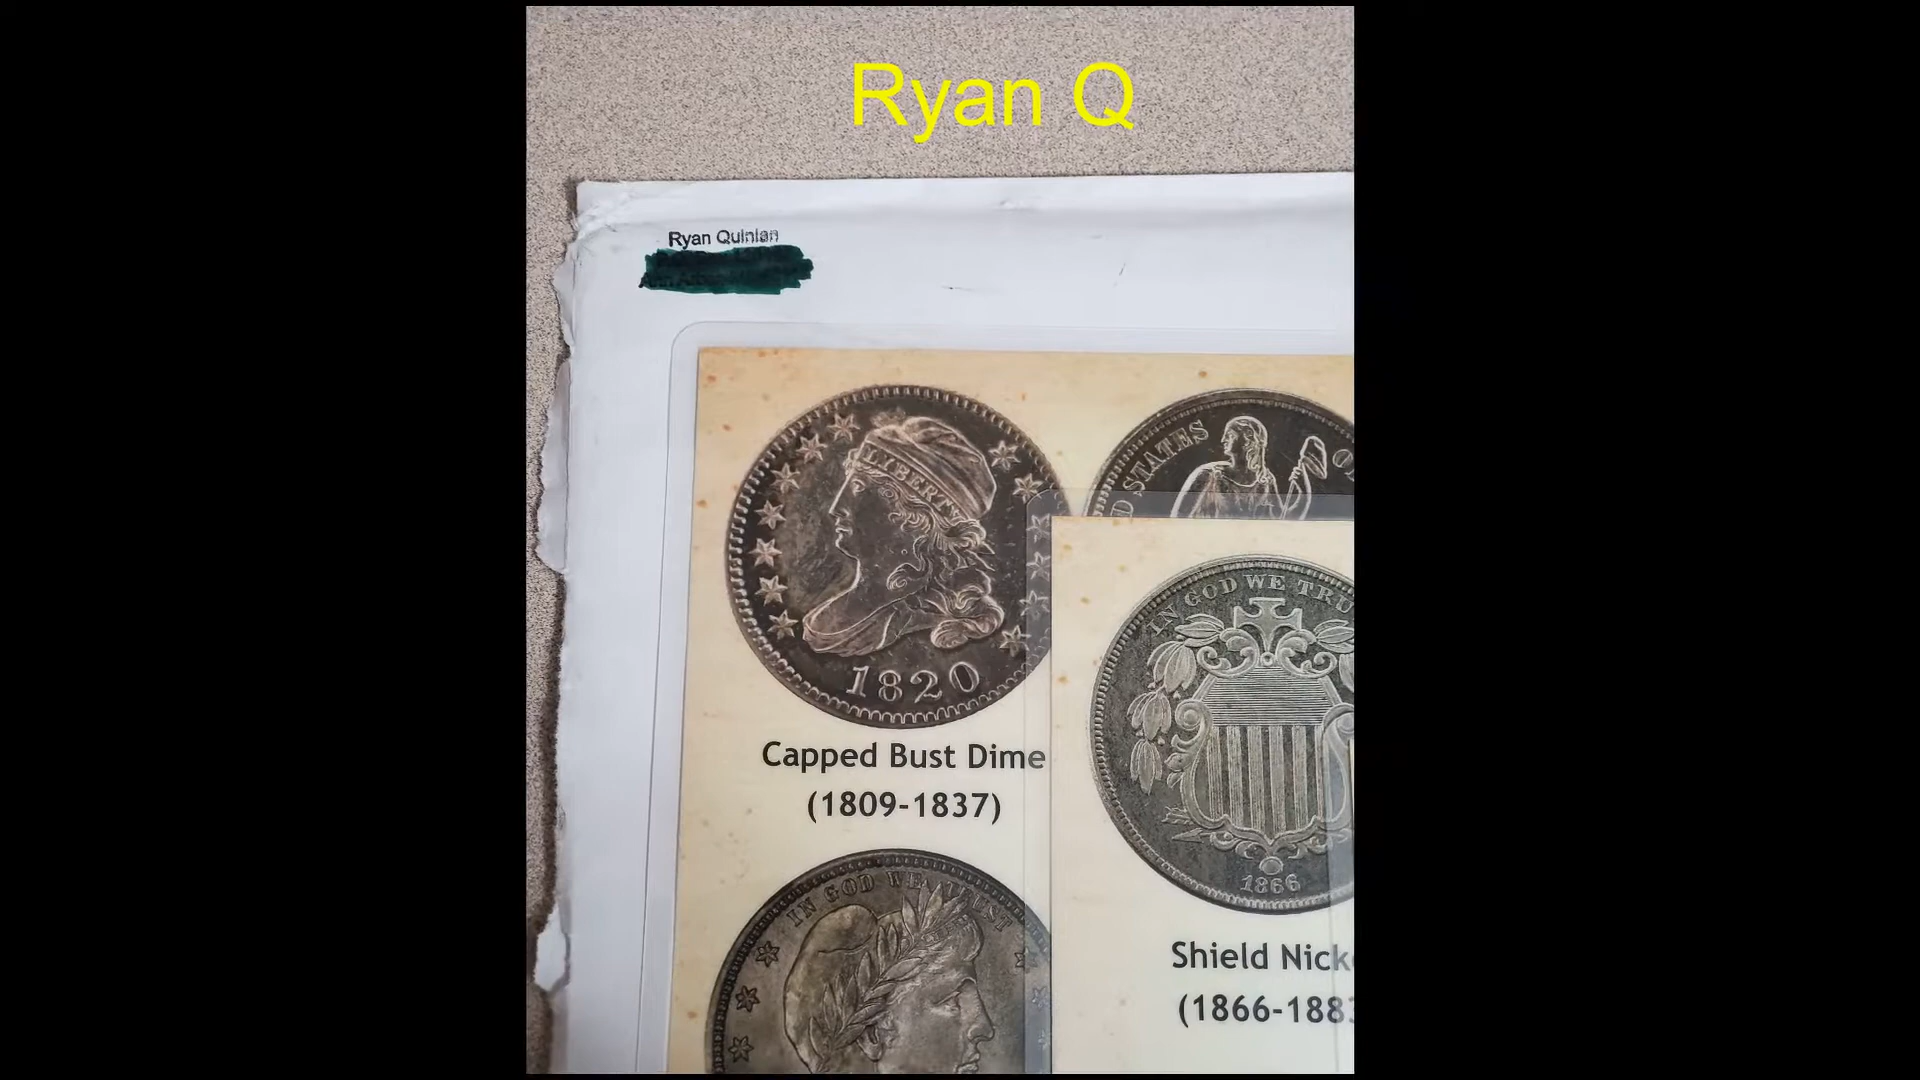 Ryan Q
Ryan Quinlan
LIBERTY
1820
Capped Bust Dime
(1809-1837)
STATES
IN GOD WE TRU
1866
Shield Nick
(1866-188
IN GOD WE TRUST